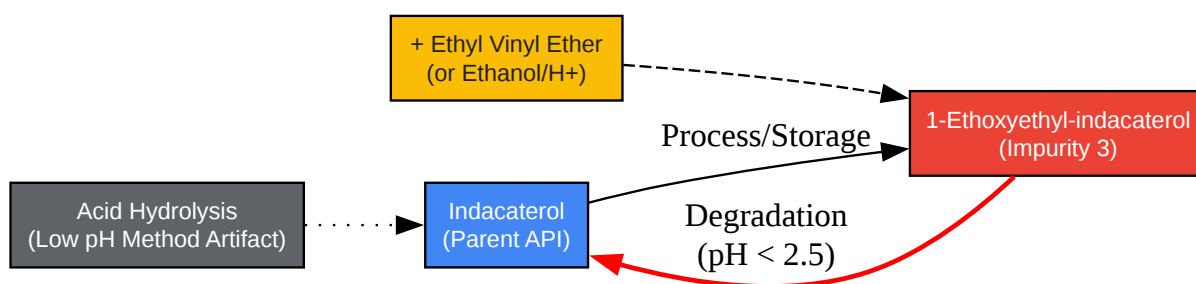 + Ethyl Vinyl Ether
(or Ethanol/H+)
1-Ethoxyethyl-indacaterol
(Impurity 3)
Process/Storage
Acid Hydrolysis
(Low pH Method Artifact)
Indacaterol
(Parent API)
Degradation
(pH < 2.5)